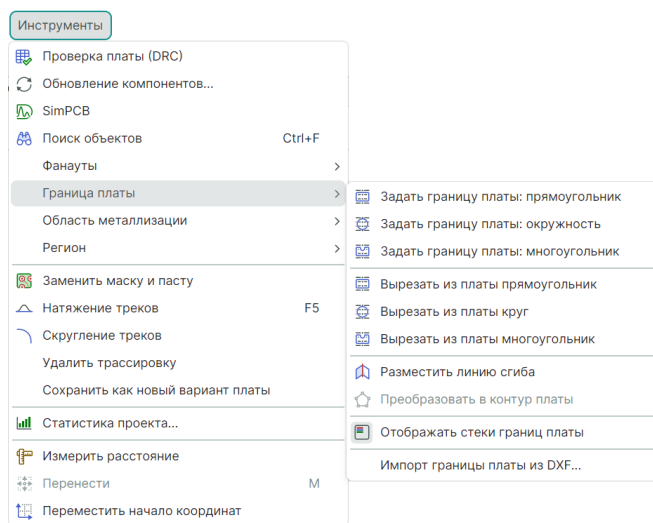 Инструменты
Проверка платы (DRC)
Обновление компонентов...
SimPCB
Поиск объектов Ctrl+F
Фанауты
Граница платы
Область металлизации
Регион
Заменить маску и пасту
Натяжение треков F5
Скругление треков
Удалить трассировку
Сохранить как новый вариант платы
Статистика проекта...
Измерить расстояние
Перенести M
Переместить начало координат
Задать границу платы: прямоугольник
Задать границу платы: окружность
Задать границу платы: многоугольник
Вырезать из платы прямоугольник
Вырезать из платы круг
Вырезать из платы многоугольник
Разместить линию сгиба
Преобразовать в контур платы
Отображать стеки границ платы
Импорт границы платы из DXF...